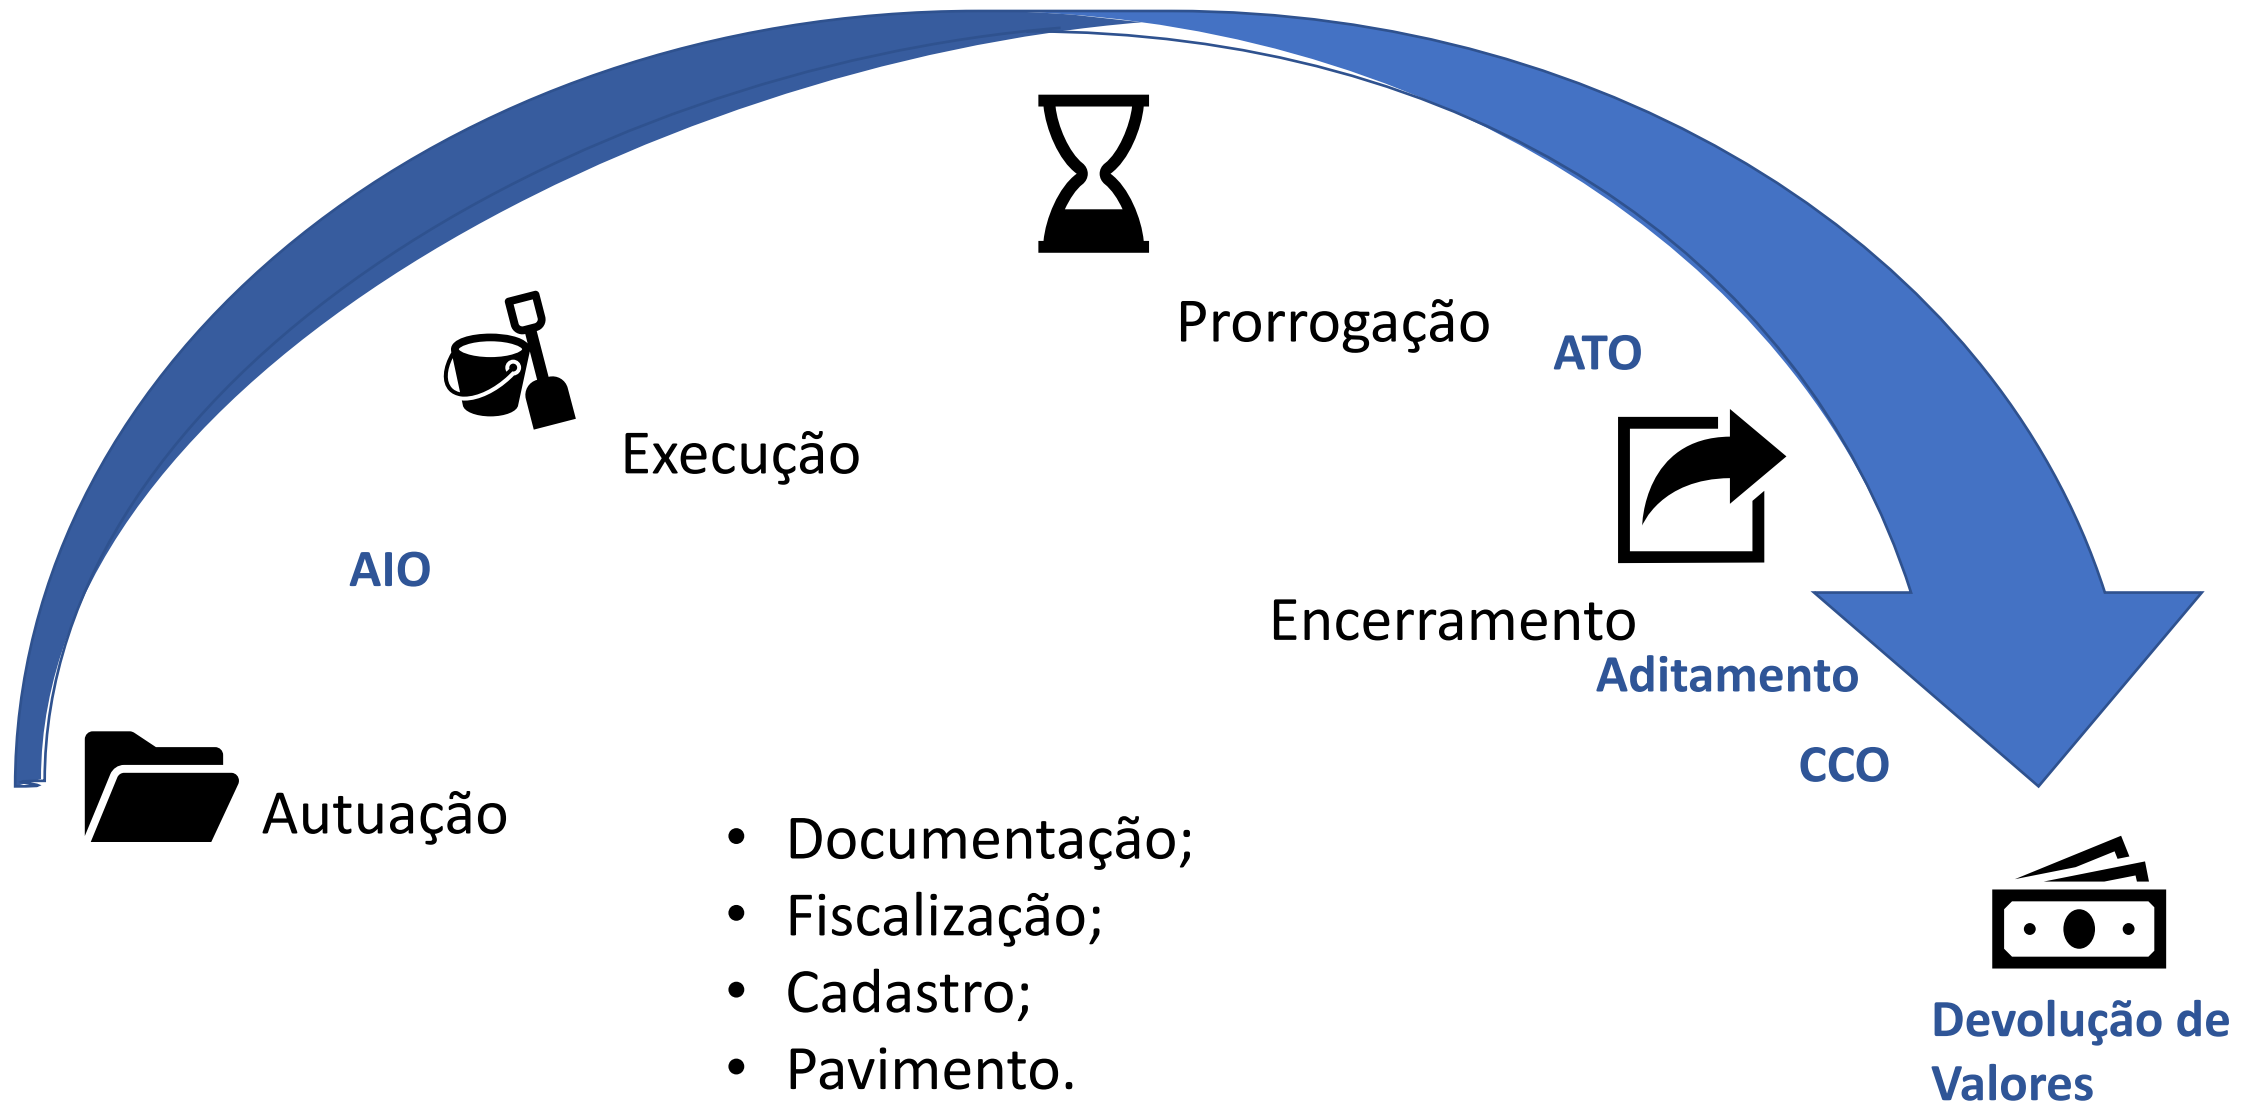 Prorrogação
ATO
Execução
AIO
Encerramento
Aditamento
CCO
Autuação
• Documentação;
• Fiscalização;
• Cadastro;
• Pavimento.
Devolução de
Valores